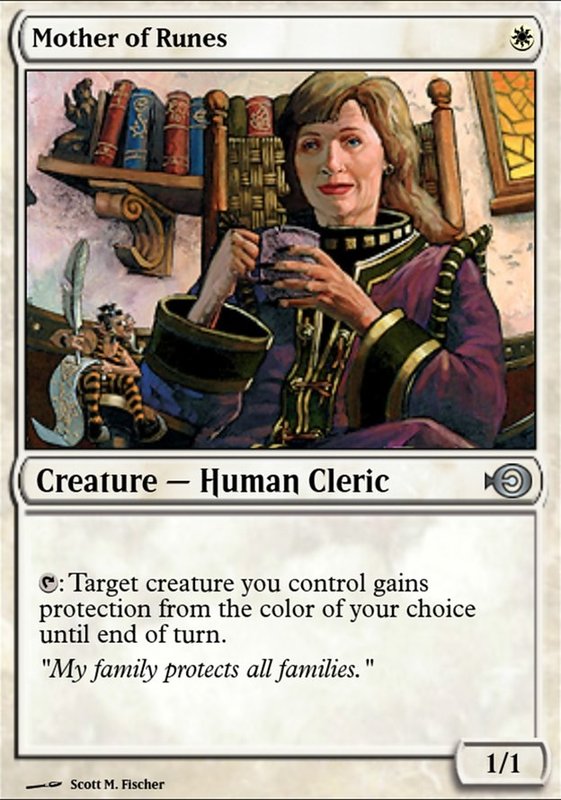 Mother of Runes
Creature — Human Cleric
: Target creature you control gains
protection from the color of your choice
until end of turn.
"My family protects all families."
1/1
Scott M. Fischer